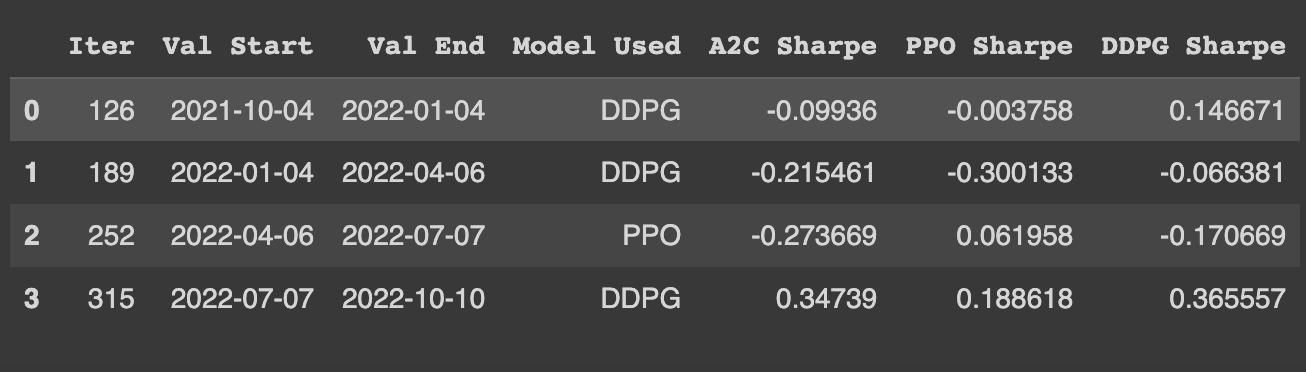 Iter Val Start Val End Model Used A2C Sharpe PPO Sharpe DDPG Sharpe
0 126 2021-10-04 2022-01-04 DDPG -0.09936 -0.003758 0.146671
1 189 2022-01-04 2022-04-06 DDPG -0.215461 -0.300133 -0.066381
2 252 2022-04-06 2022-07-07 PPO -0.273669 0.061958 -0.170669
3 315 2022-07-07 2022-10-10 DDPG 0.34739 0.188618 0.365557